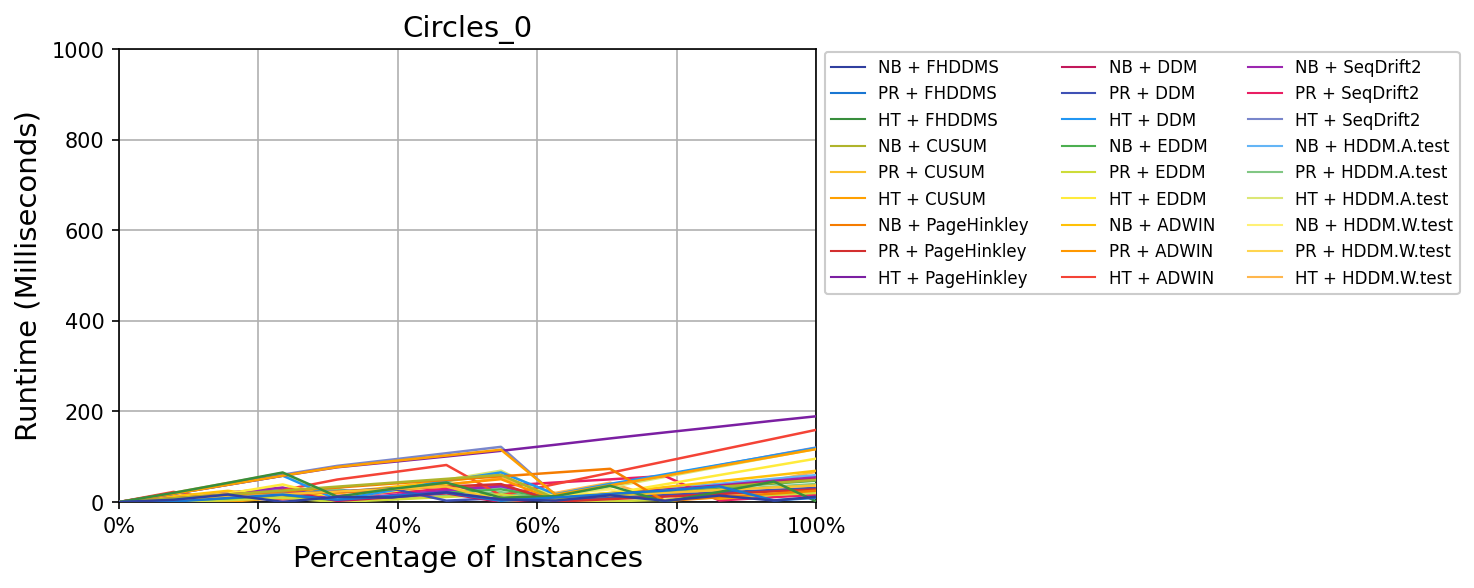 Circles_0
1000
800
600
400
200
0
0%
20%
40%
60%
80%
100%
Runtime (Milliseconds)
Percentage of Instances
NB + FHDDMS
PR + FHDDMS
HT + FHDDMS
NB + CUSUM
PR + CUSUM
HT + CUSUM
NB + PageHinkley
PR + PageHinkley
HT + PageHinkley
NB + DDM
PR + DDM
HT + DDM
NB + EDDM
PR + EDDM
HT + EDDM
NB + ADWIN
PR + ADWIN
HT + ADWIN
NB + SeqDrift2
PR + SeqDrift2
HT + SeqDrift2
NB + HDDM.A.test
PR + HDDM.A.test
HT + HDDM.A.test
NB + HDDM.W.test
PR + HDDM.W.test
HT + HDDM.W.test